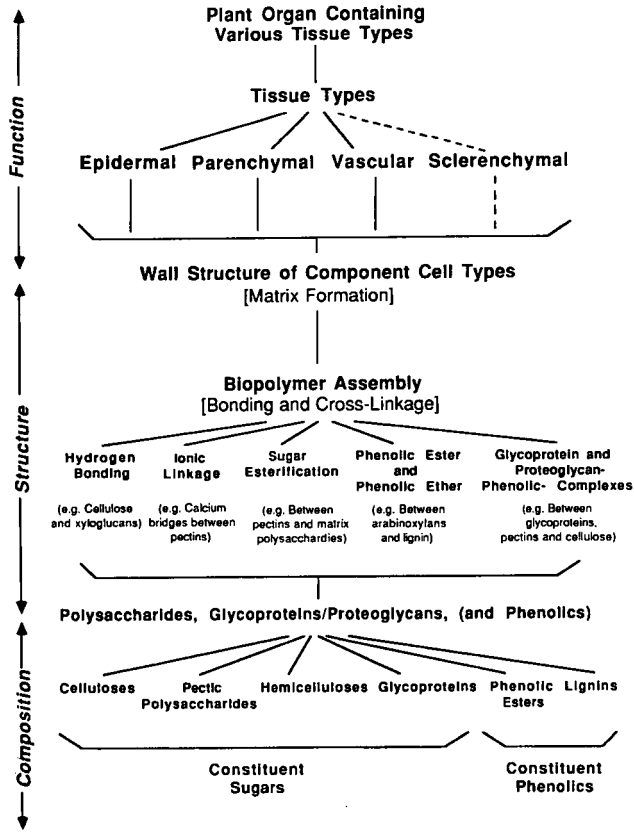 Plant Organ Containing
Various Tissue Types
Tissue Types
Epidermal Parenchymal Vascular Sclerenchymal
Function
Wall Structure of Component Cell Types
[Matrix Formation]
Biopolymer Assembly
[Bonding and Cross-Linkage]
Structure
Hydrogen
Bonding
(e.g. Cellulose
and xyloglucans)
Ionic
Linkage
(e.g. Calcium
bridges between
pectins)
Sugar
Esterification
(e.g. Between
pectins and matrix
polysacchardies)
Phenolic Ester
and
Phenolic Ether
(e.g. Between
arabinoxylans
and lignin)
Glycoprotein and
Proteoglycan-
Phenolic- Complexes
(e.g. Between
glycoproteins,
pectins and cellulose)
Polysaccharides, Glycoproteins/Proteoglycans, (and Phenolics)
Composition
Celluloses
Pectic
Polysaccharides
Hemicelluloses
Glycoproteins
Phenolic
Esters
Lignins
Constituent
Sugars
Constituent
Phenolics